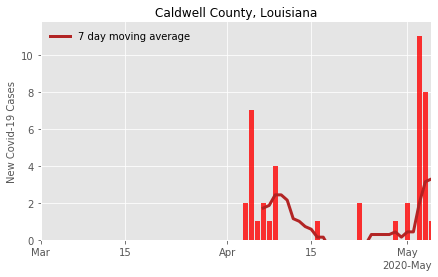 Caldwell County, Louisiana
7 day moving average
New Covid-19 Cases
10
8
6
4
2
0
Mar 15 Apr 15 May
2020-May